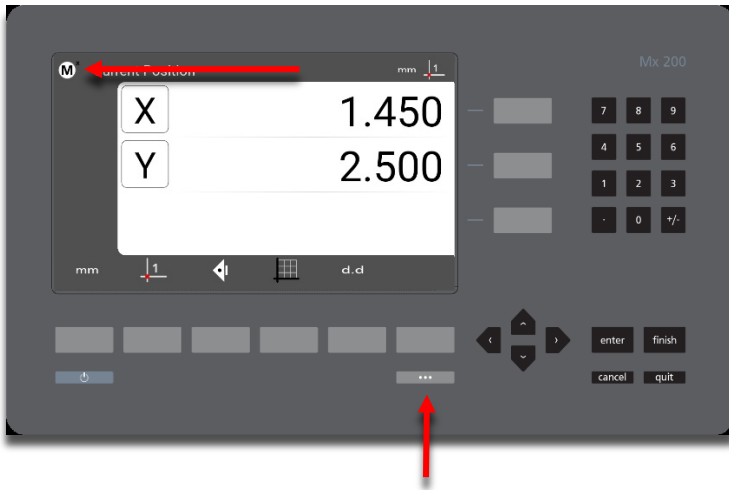 Mx 200
M Current Position mm 1
X 1.450
Y 2.500
mm 1 d.d
7 8 9
4 5 6
1 2 3
. 0 +/-
enter finish
cancel quit